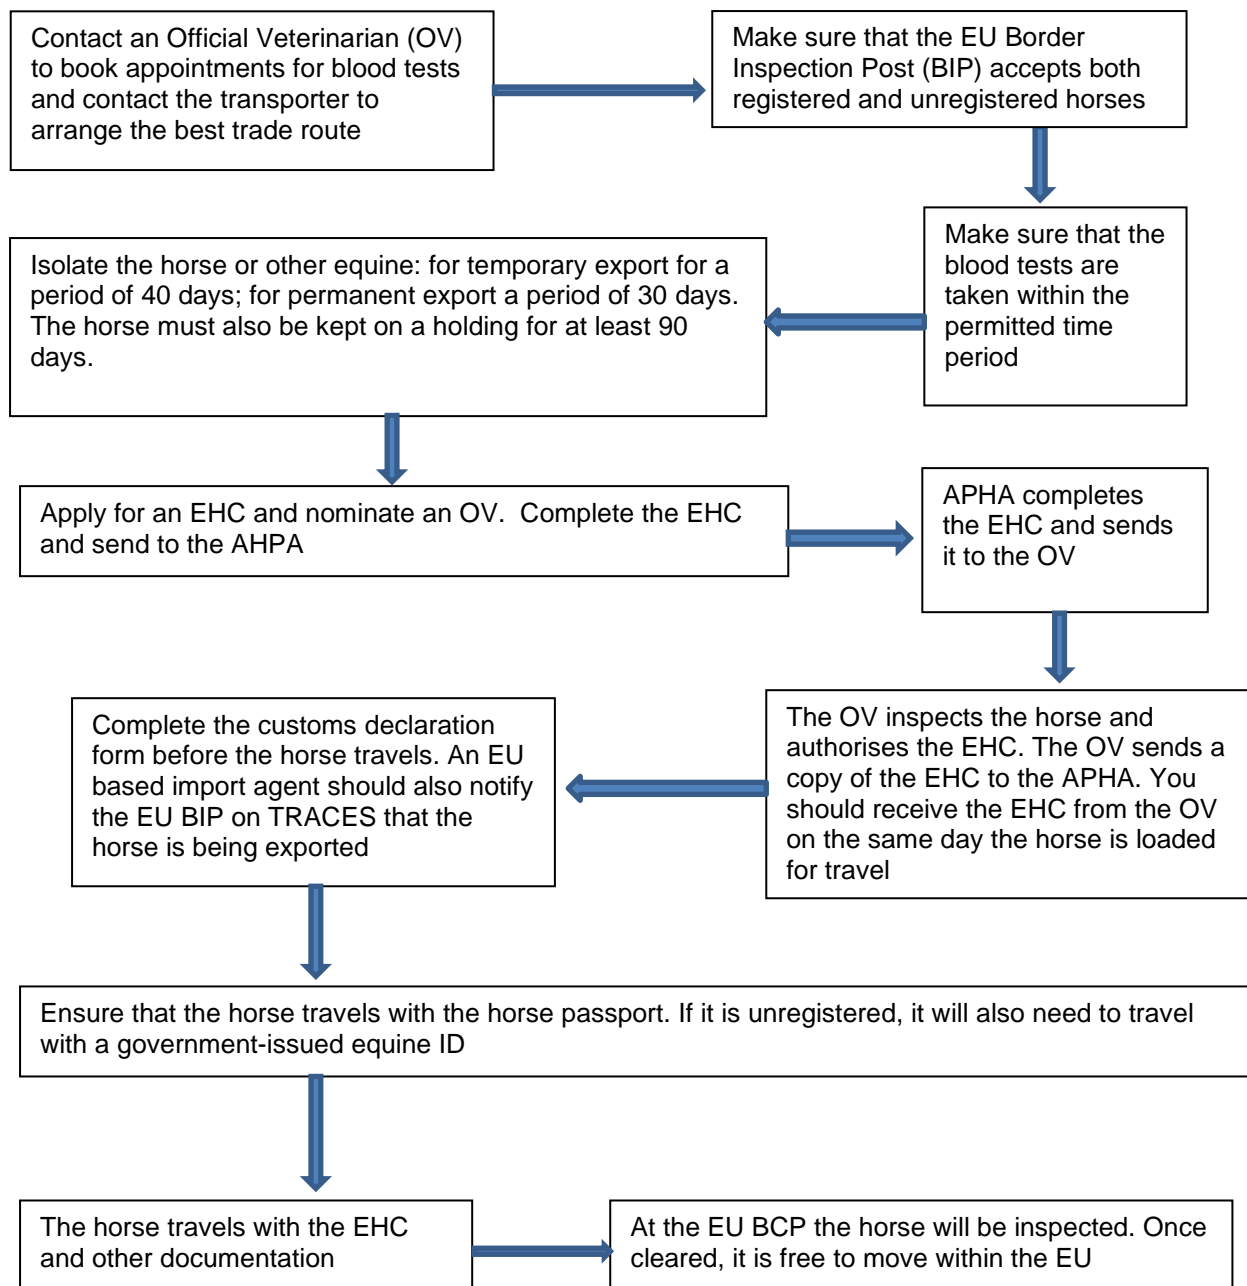 Contact an Official Veterinarian (OV)
to book appointments for blood tests
and contact the transporter to
arrange the best trade route
Make sure that the EU Border
Inspection Post (BIP) accepts both
registered and unregistered horses
Make sure that the
blood tests are
taken within the
permitted time
period
Isolate the horse or other equine: for temporary export for a
period of 40 days; for permanent export a period of 30 days.
The horse must also be kept on a holding for at least 90
days.
Apply for an EHC and nominate an OV.  Complete the EHC
and send to the AHPA
APHA completes
the EHC and sends
it to the OV
The OV inspects the horse and
authorises the EHC. The OV sends a
copy of the EHC to the APHA. You
should receive the EHC from the OV
on the same day the horse is loaded
for travel
Complete the customs declaration
form before the horse travels. An EU
based import agent should also notify
the EU BIP on TRACES that the
horse is being exported
Ensure that the horse travels with the horse passport. If it is unregistered, it will also need to travel
with a government-issued equine ID
The horse travels with the EHC
and other documentation
At the EU BCP the horse will be inspected. Once
cleared, it is free to move within the EU